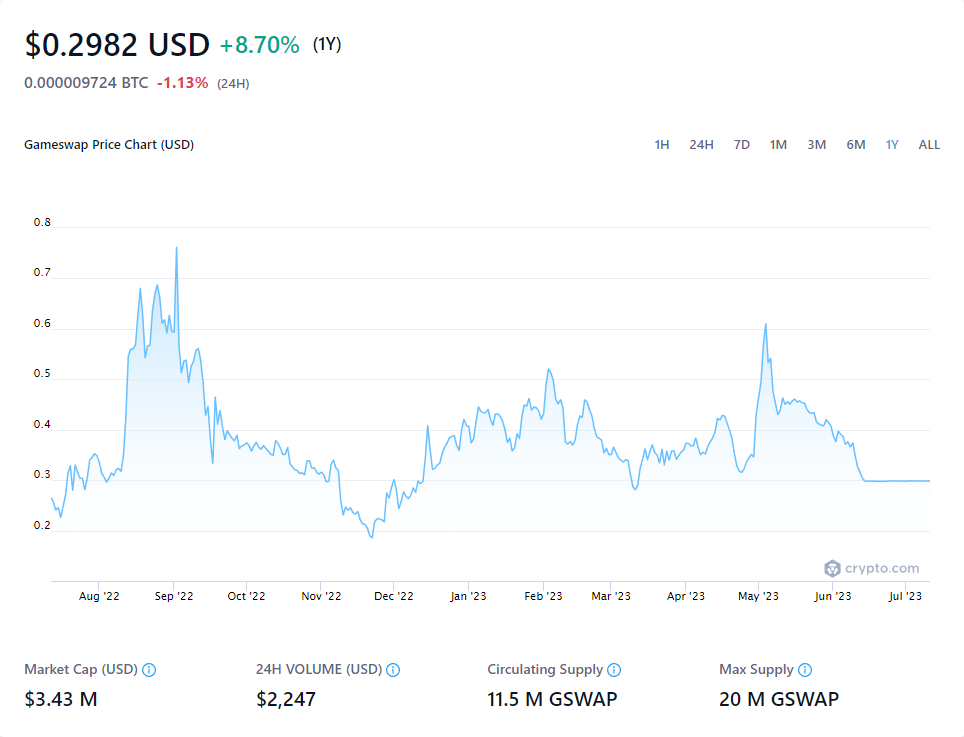 $0.2982 USD +8.70% (1Y)
0.000009724 BTC -1.13% (24H)
Gameswap Price Chart (USD) 1H 24H 7D 1M 3M 6M 1Y ALL
0.8
0.7
0.6
0.5
0.4
0.3
0.2
crypto.com
Aug '22 Sep '22 Oct '22 Nov '22 Dec '22 Jan '23 Feb '23 Mar '23 Apr '23 May '23 Jun '23 Jul '23
Market Cap (USD) 24H VOLUME (USD) Circulating Supply Max Supply
$3.43 M $2,247 11.5 M GSWAP 20 M GSWAP